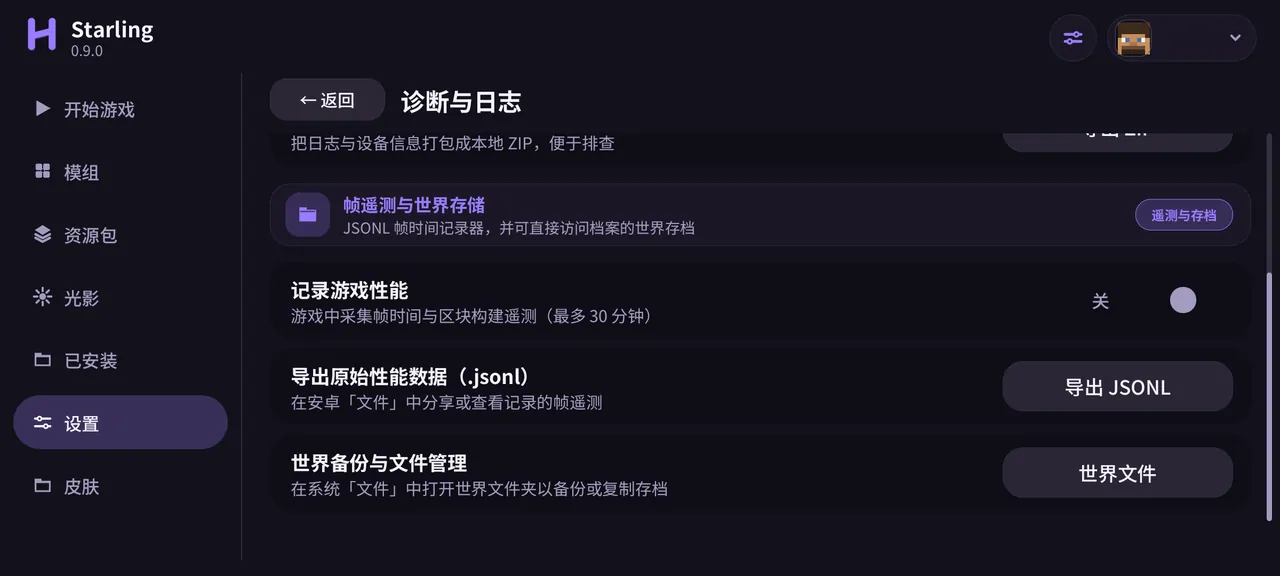 Starling
0.9.0
开始游戏
模组
资源包
光影
已安装
设置
皮肤
←返回
诊断与日志
把日志与设备信息打包成本地 ZIP，便于排查
帧遥测与世界存储
JSONL 帧时间记录器，并可直接访问档案的世界存档
遥测与存档
记录游戏性能
游戏中采集帧时间与区块构建遥测（最多 30 分钟）
关
导出原始性能数据（.jsonl）
在安卓「文件」中分享或查看记录的帧遥测
导出 JSONL
世界备份与文件管理
在系统「文件」中打开世界文件夹以备份或复制存档
世界文件